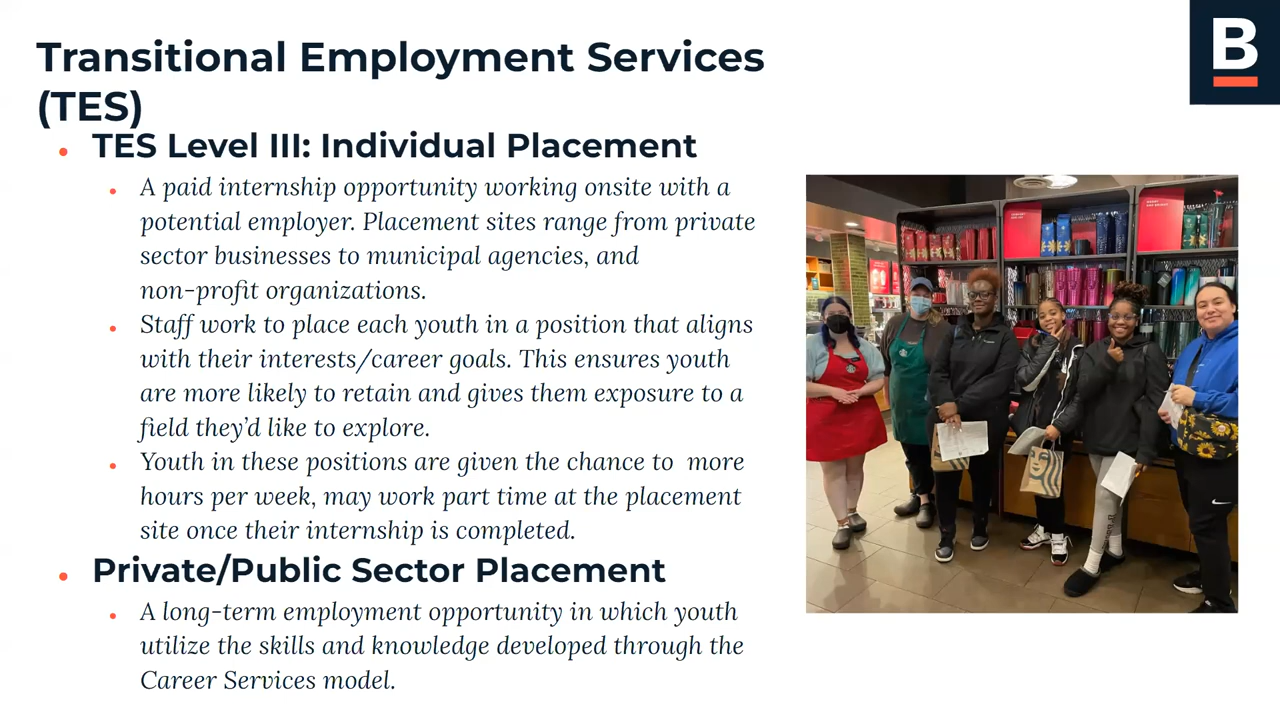 Transitional Employment Services
(TES)
B
• TES Level III: Individual Placement
• A paid internship opportunity working onsite with a
potential employer. Placement sites range from private
sector businesses to municipal agencies, and
non-profit organizations.
• Staff work to place each youth in a position that aligns
with their interests/career goals. This ensures youth
are more likely to retain and gives them exposure to a
field they’d like to explore.
• Youth in these positions are given the chance to  more
hours per week, may work part time at the placement
site once their internship is completed.
• Private/Public Sector Placement
• A long-term employment opportunity in which youth
utilize the skills and knowledge developed through the
Career Services model.